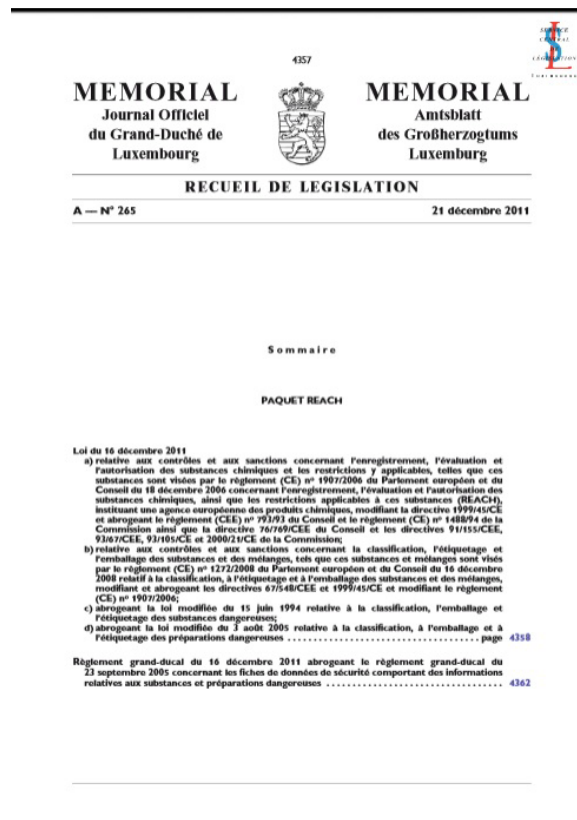 SERVICE
CENTRAL
DE
LÉGISLATION
LUXEMBOURG
4357
MEMORIAL
Journal Officiel
du Grand-Duché de
Luxembourg
MEMORIAL
Amtsblatt
des Großherzogtums
Luxemburg
RECUEIL DE LEGISLATION
A — N° 265
21 décembre 2011
Sommaire
PAQUET REACH
Loi du 16 décembre 2011
a) relative aux contrôles et aux sanctions concernant l'enregistrement, l'évaluation et
l'autorisation des substances chimiques et les restrictions y applicables, telles que ces
substances sont visées par le règlement (CE) n° 1907/2006 du Parlement européen et du
Conseil du 18 décembre 2006 concernant l'enregistrement, l'évaluation et l'autorisation des
substances chimiques, ainsi que les restrictions applicables à ces substances (REACH),
instituant une agence européenne des produits chimiques, modifiant la directive 1999/45/CE
et abrogeant le règlement (CEE) n° 793/93 du Conseil et le règlement (CE) n° 1488/94 de la
Commission ainsi que la directive 76/769/CEE du Conseil et les directives 91/155/CEE,
93/67/CEE, 93/105/CE et 2000/21/CE de la Commission;
b) relative aux contrôles et aux sanctions concernant la classification, l'étiquetage et
l'emballage des substances et des mélanges, tels que ces substances et mélanges sont visés
par le règlement (CE) n° 1272/2008 du Parlement européen et du Conseil du 16 décembre
2008 relatif à la classification, à l'étiquetage et à l'emballage des substances et des mélanges,
modifiant et abrogeant les directives 67/548/CEE et 1999/45/CE et modifiant le règlement
(CE) n° 1907/2006;
c) abrogeant la loi modifiée du 15 juin 1994 relative à la classification, l'emballage et
l'étiquetage des substances dangereuses;
d) abrogeant la loi modifiée du 3 août 2005 relative à la classification, à l'emballage et à
l'étiquetage des préparations dangereuses ........................................ page 4358
Règlement grand-ducal du 16 décembre 2011 abrogeant le règlement grand-ducal du
23 septembre 2005 concernant les fiches de données de sécurité comportant des informations
relatives aux substances et préparations dangereuses .................................. 4362